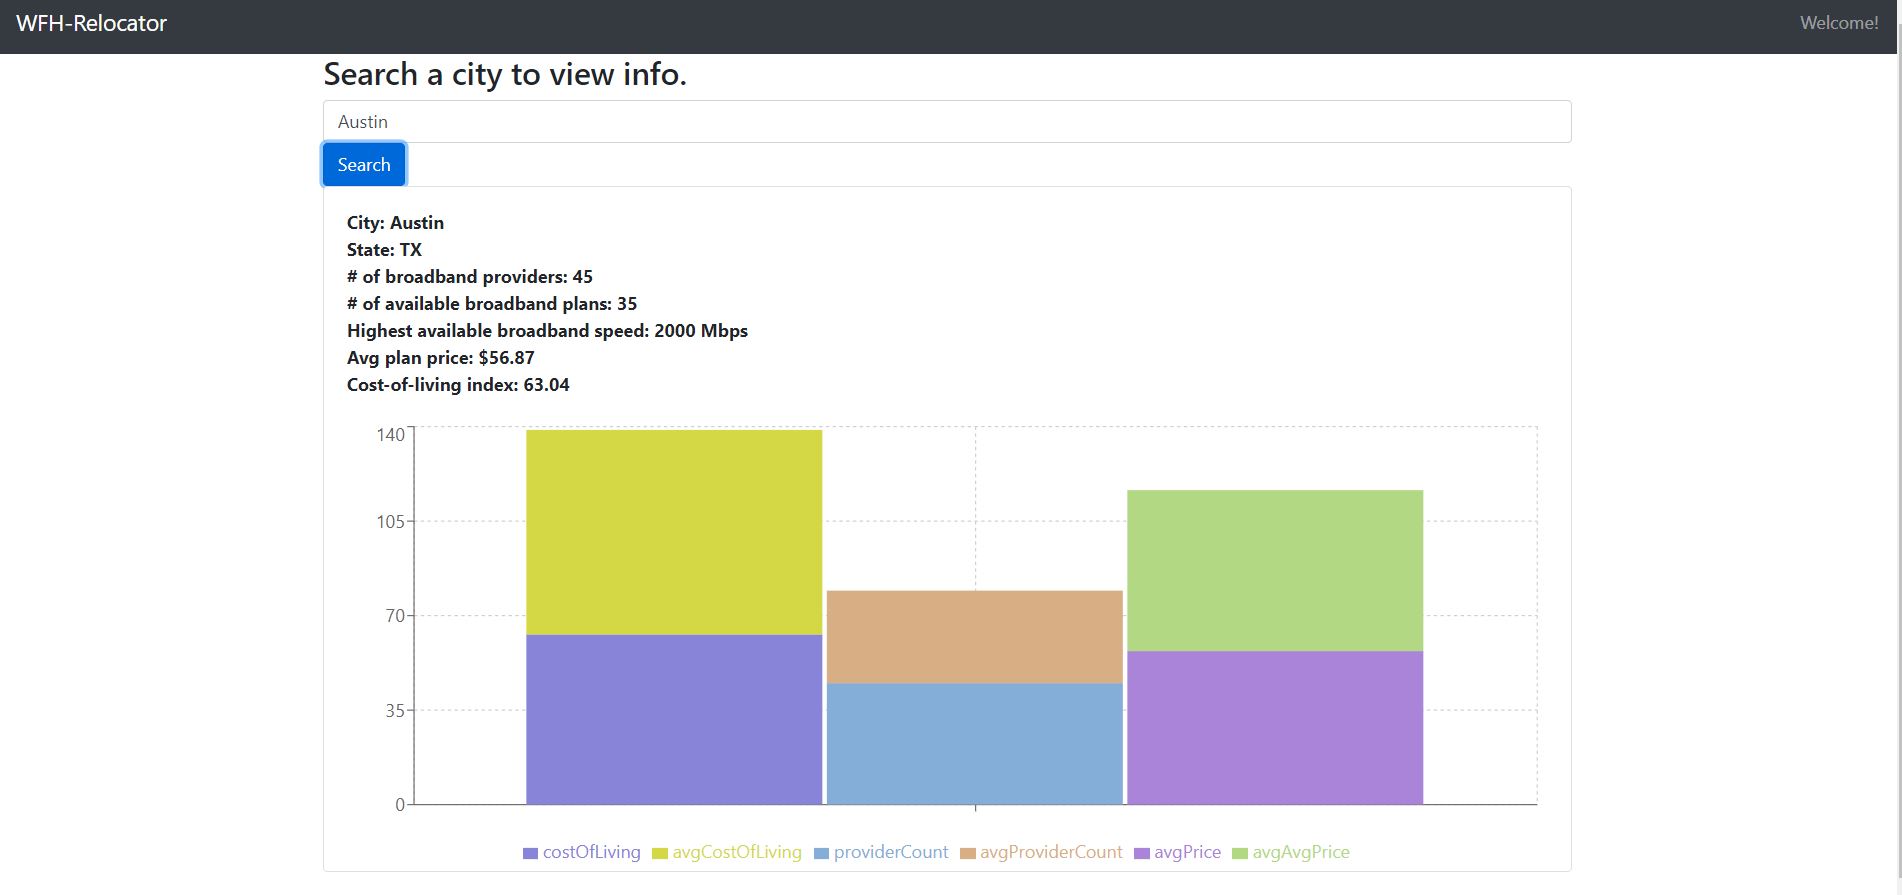 WFH-Relocator Welcome!
Search a city to view info.
Austin
Search
City: Austin
State: TX
# of broadband providers: 45
# of available broadband plans: 35
Highest available broadband speed: 2000 Mbps
Avg plan price: $56.87
Cost-of-living index: 63.04
140
105
70
35
0
costOfLiving avgCostOfLiving providerCount avgProviderCount avgPrice avgAvgPrice